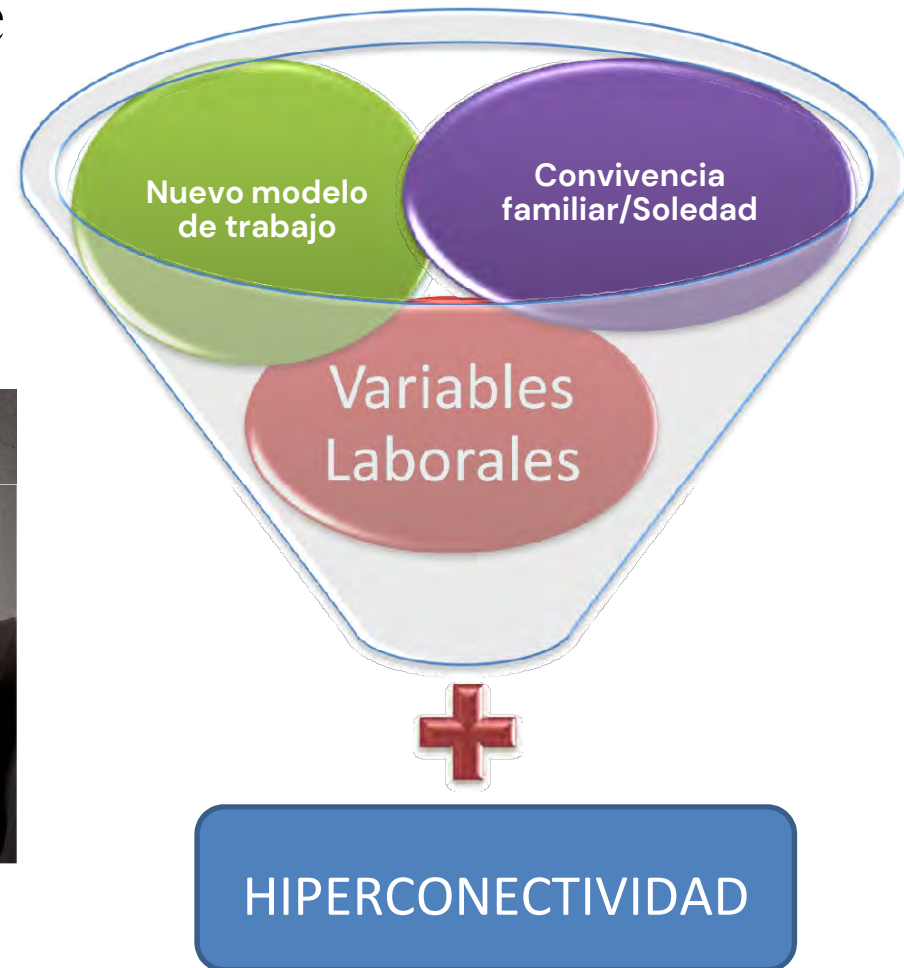 e
Nuevo modelo
de trabajo
Convivencia
familiar/Soledad
Variables
Laborales
HIPERCONECTIVIDAD